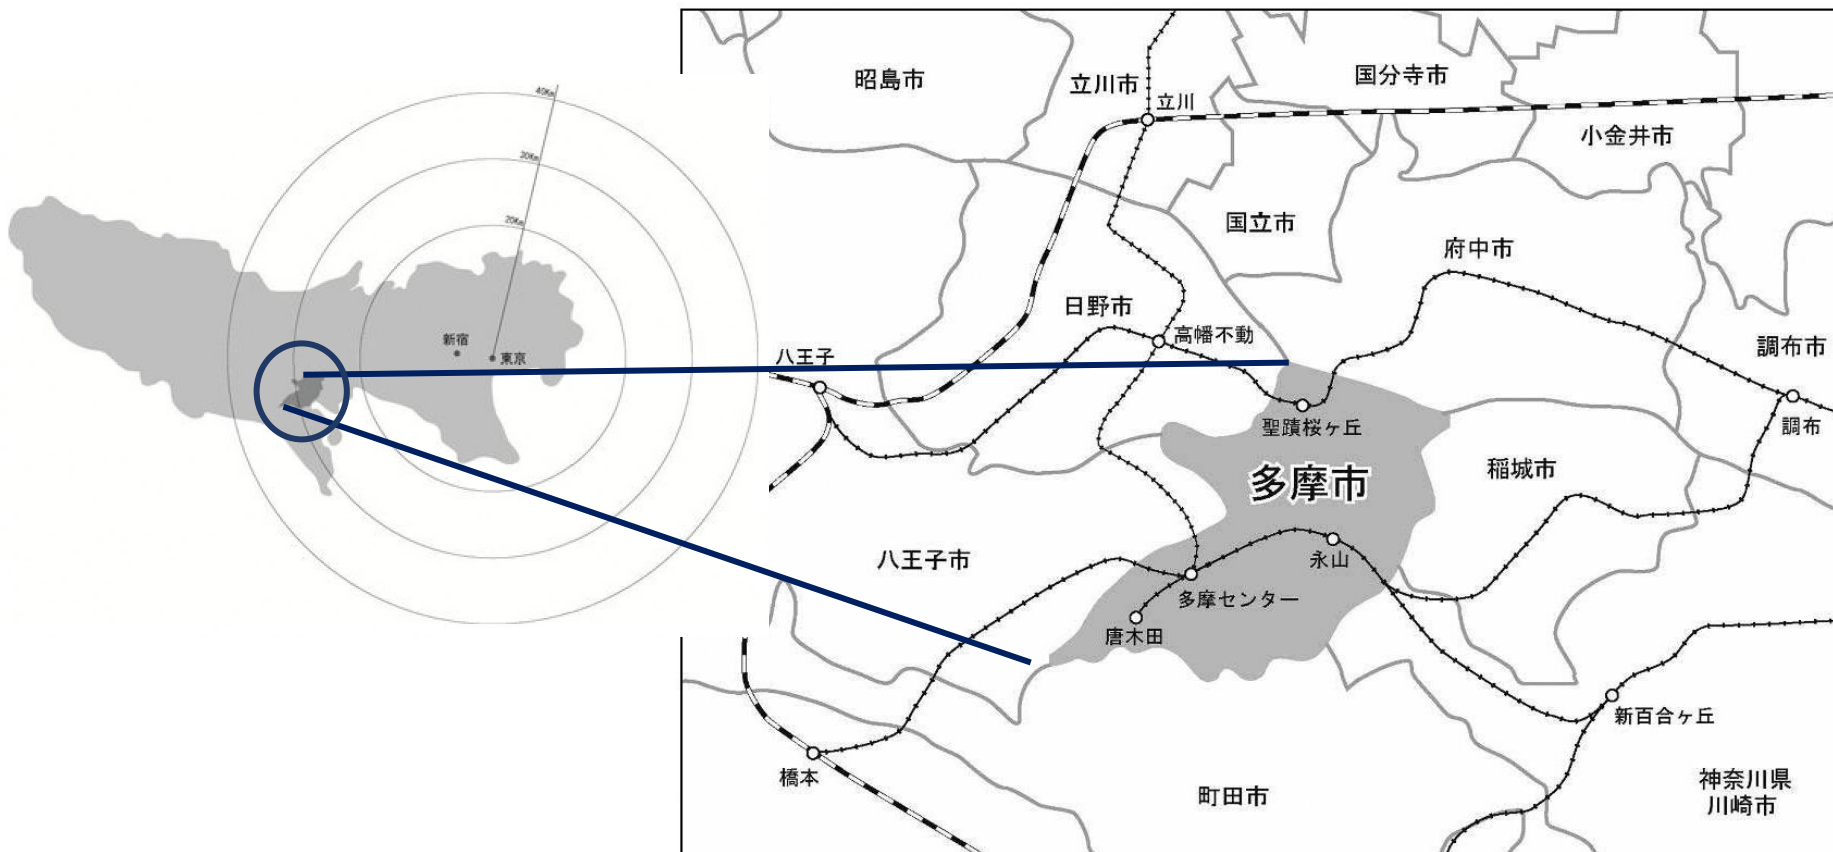 40Km
30Km
20Km
新宿
東京
昭島市
立川市
立川
国分寺市
小金井市
国立市
府中市
日野市
高幡不動
調布市
八王子
聖蹟桜ヶ丘
調布
多摩市
稲城市
八王子市
永山
多摩センター
唐木田
新百合ヶ丘
橋本
町田市
神奈川県
川崎市